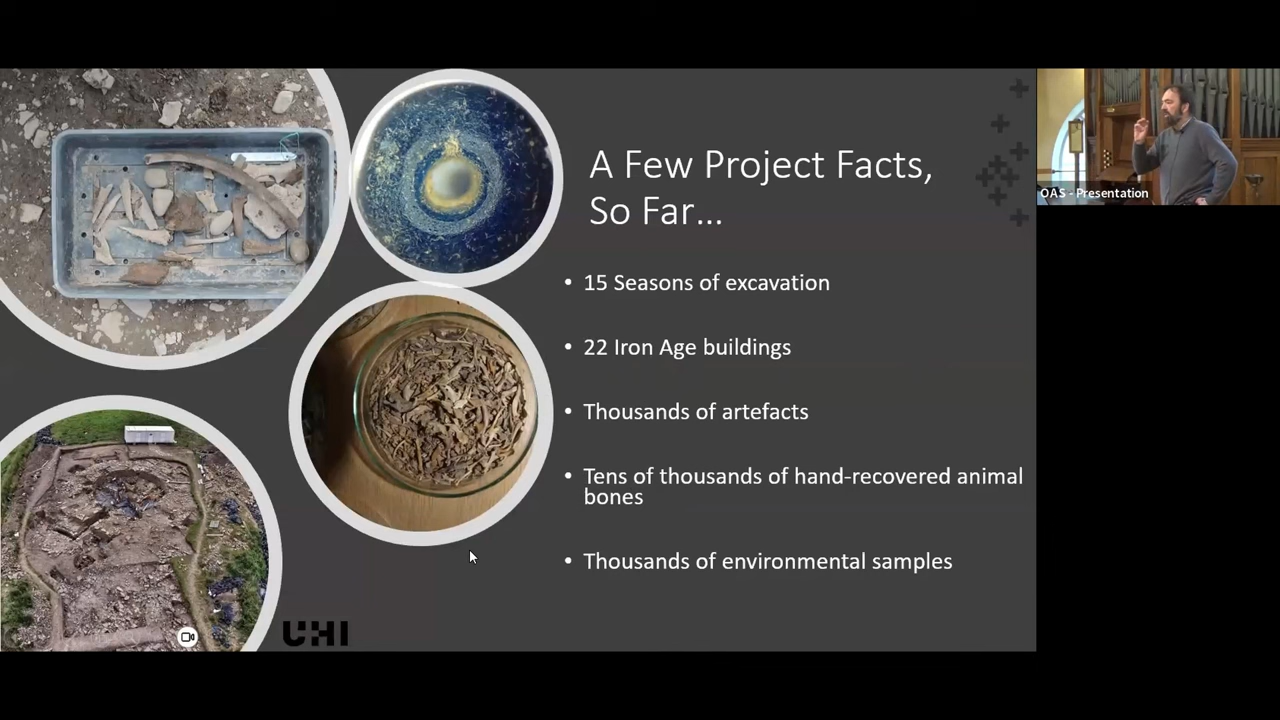 A Few Project Facts,
So Far...
• 15 Seasons of excavation
• 22 Iron Age buildings
• Thousands of artefacts
• Tens of thousands of hand-recovered animal
bones
• Thousands of environmental samples
UHI
OAS - Presentation